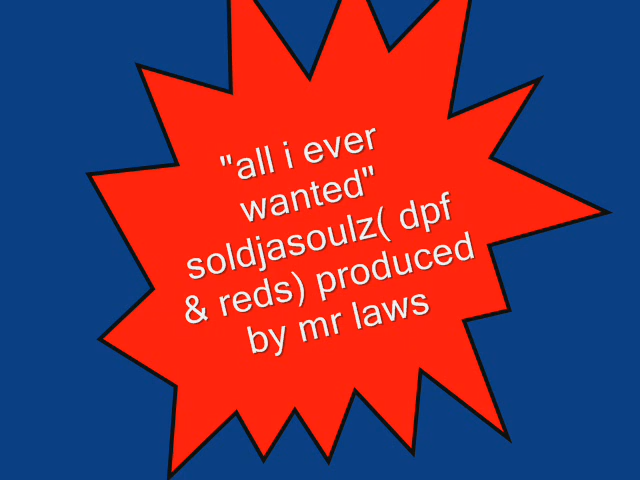 "all i ever
wanted"
soldjasoulz( dpf
& reds) produced
by mr laws